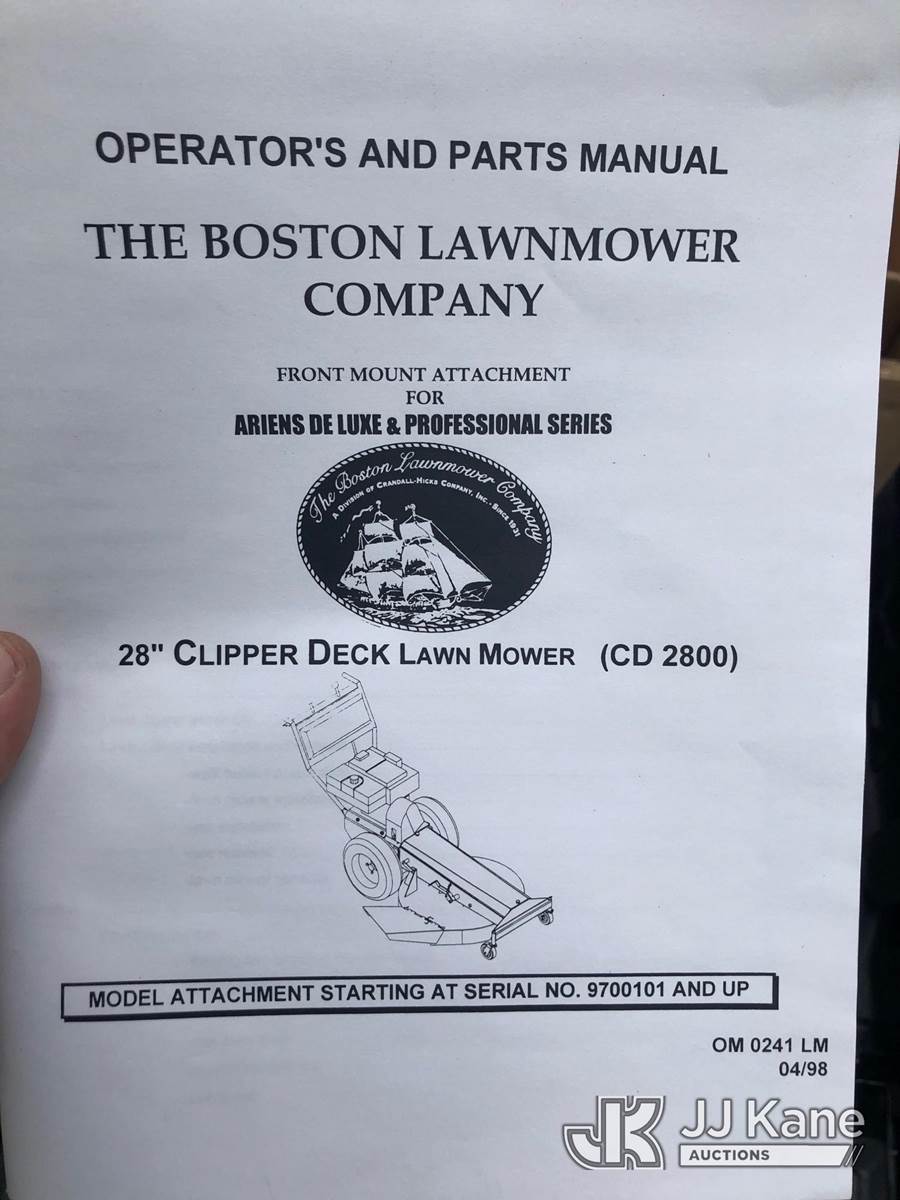 OPERATOR'S AND PARTS MANUAL
THE BOSTON LAWNMOWER
COMPANY
FRONT MOUNT ATTACHMENT
FOR
ARIENS DE LUXE & PROFESSIONAL SERIES
The Boston Lawnmower Company
A DIVISION OF CRANDALL-HICKS COMPANY, INC. - SINCE 1931
28" CLIPPER DECK LAWN MOWER (CD 2800)
MODEL ATTACHMENT STARTING AT SERIAL NO. 9700101 AND UP
OM 0241 LM
04/98
JK JJ Kane
AUCTIONS